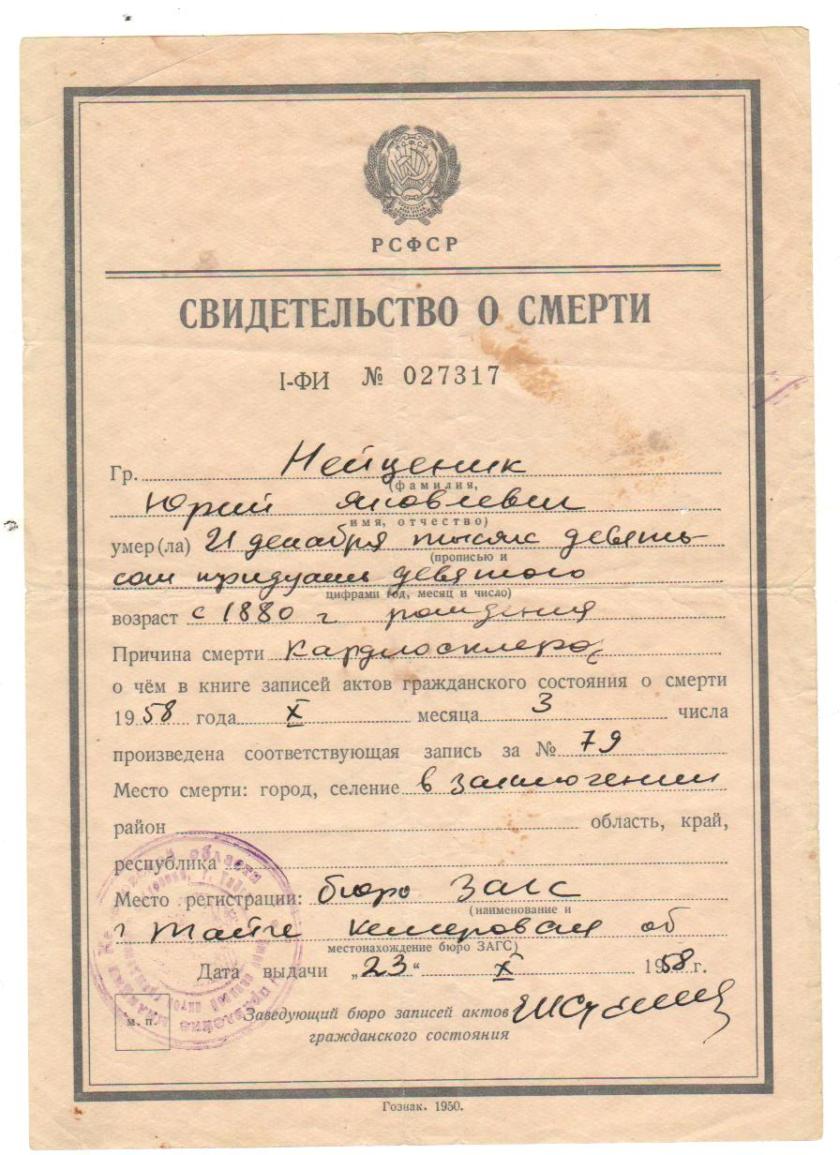 РСФСР
СВИДЕТЕЛЬСТВО О СМЕРТИ
I-ФИ № 027317
Гр. Нейценик
(фамилия,
Юрий Яковлевич
имя, отчество)
умер(ла) 21 декабря тысяч девять-
(прописью и
сот тридцать девятого
цифрами год, месяц и число)
возраст с 1880 г рождения
Причина смерти кардиосклероз
о чём в книге записей актов гражданского состояния о смерти
1958 года X месяца 3 числа
произведена соответствующая запись за № 79
Место смерти: город, селение в заключении
район область, край,
республика
Место регистрации: бюро Загс
(наименование и
г Тайге Кемеровская об
местонахождение бюро ЗАГС)
Дата выдачи „23“ X 1958 г.
М. П.
Заведующий бюро записей актов
гражданского состояния
Гознак. 1950.